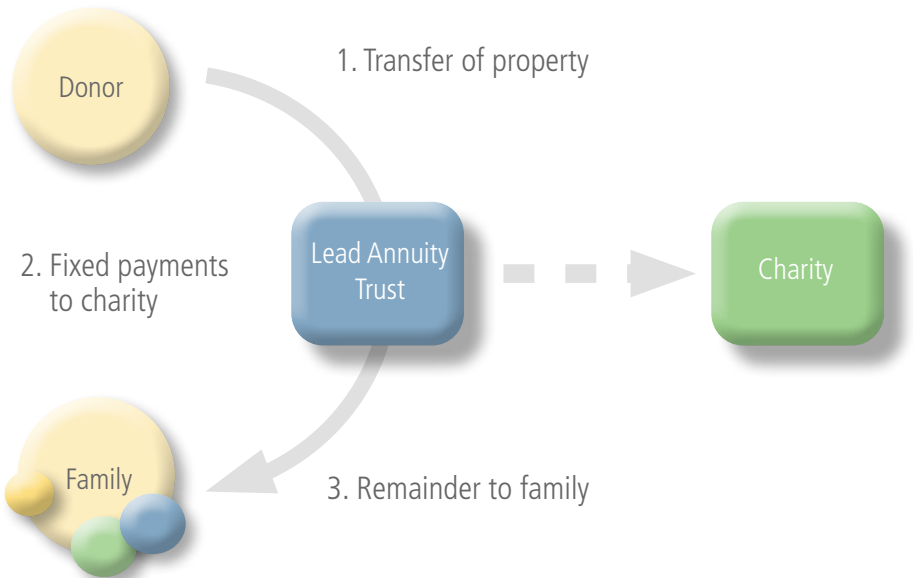 Donor
1. Transfer of property
2. Fixed payments
to charity
Lead Annuity
Trust
Charity
Family
3. Remainder to family